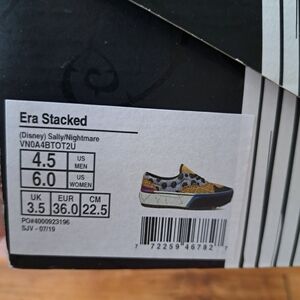 Era Stacked
(Disney) Sally/Nightmare
VN0A4BTOT2U
4.5 US MEN
6.0 US WOMEN
UK EUR CM
3.5 36.0 22.5
PO#4000923196
SJV - 07/19
7 72259 46782 7